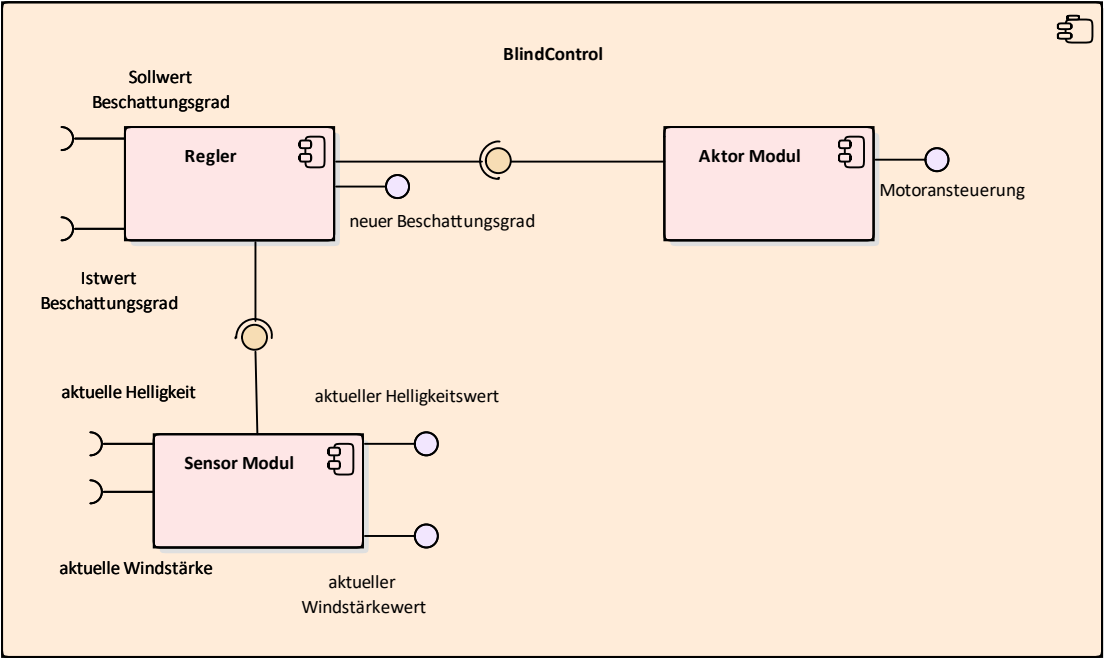 BlindControl
Sollwert
Beschattungsgrad
Regler
Aktor Modul
Motoransteuerung
neuer Beschattungsgrad
Istwert
Beschattungsgrad
aktuelle Helligkeit
aktueller Helligkeitswert
Sensor Modul
aktuelle Windstärke
aktueller
Windstärkewert